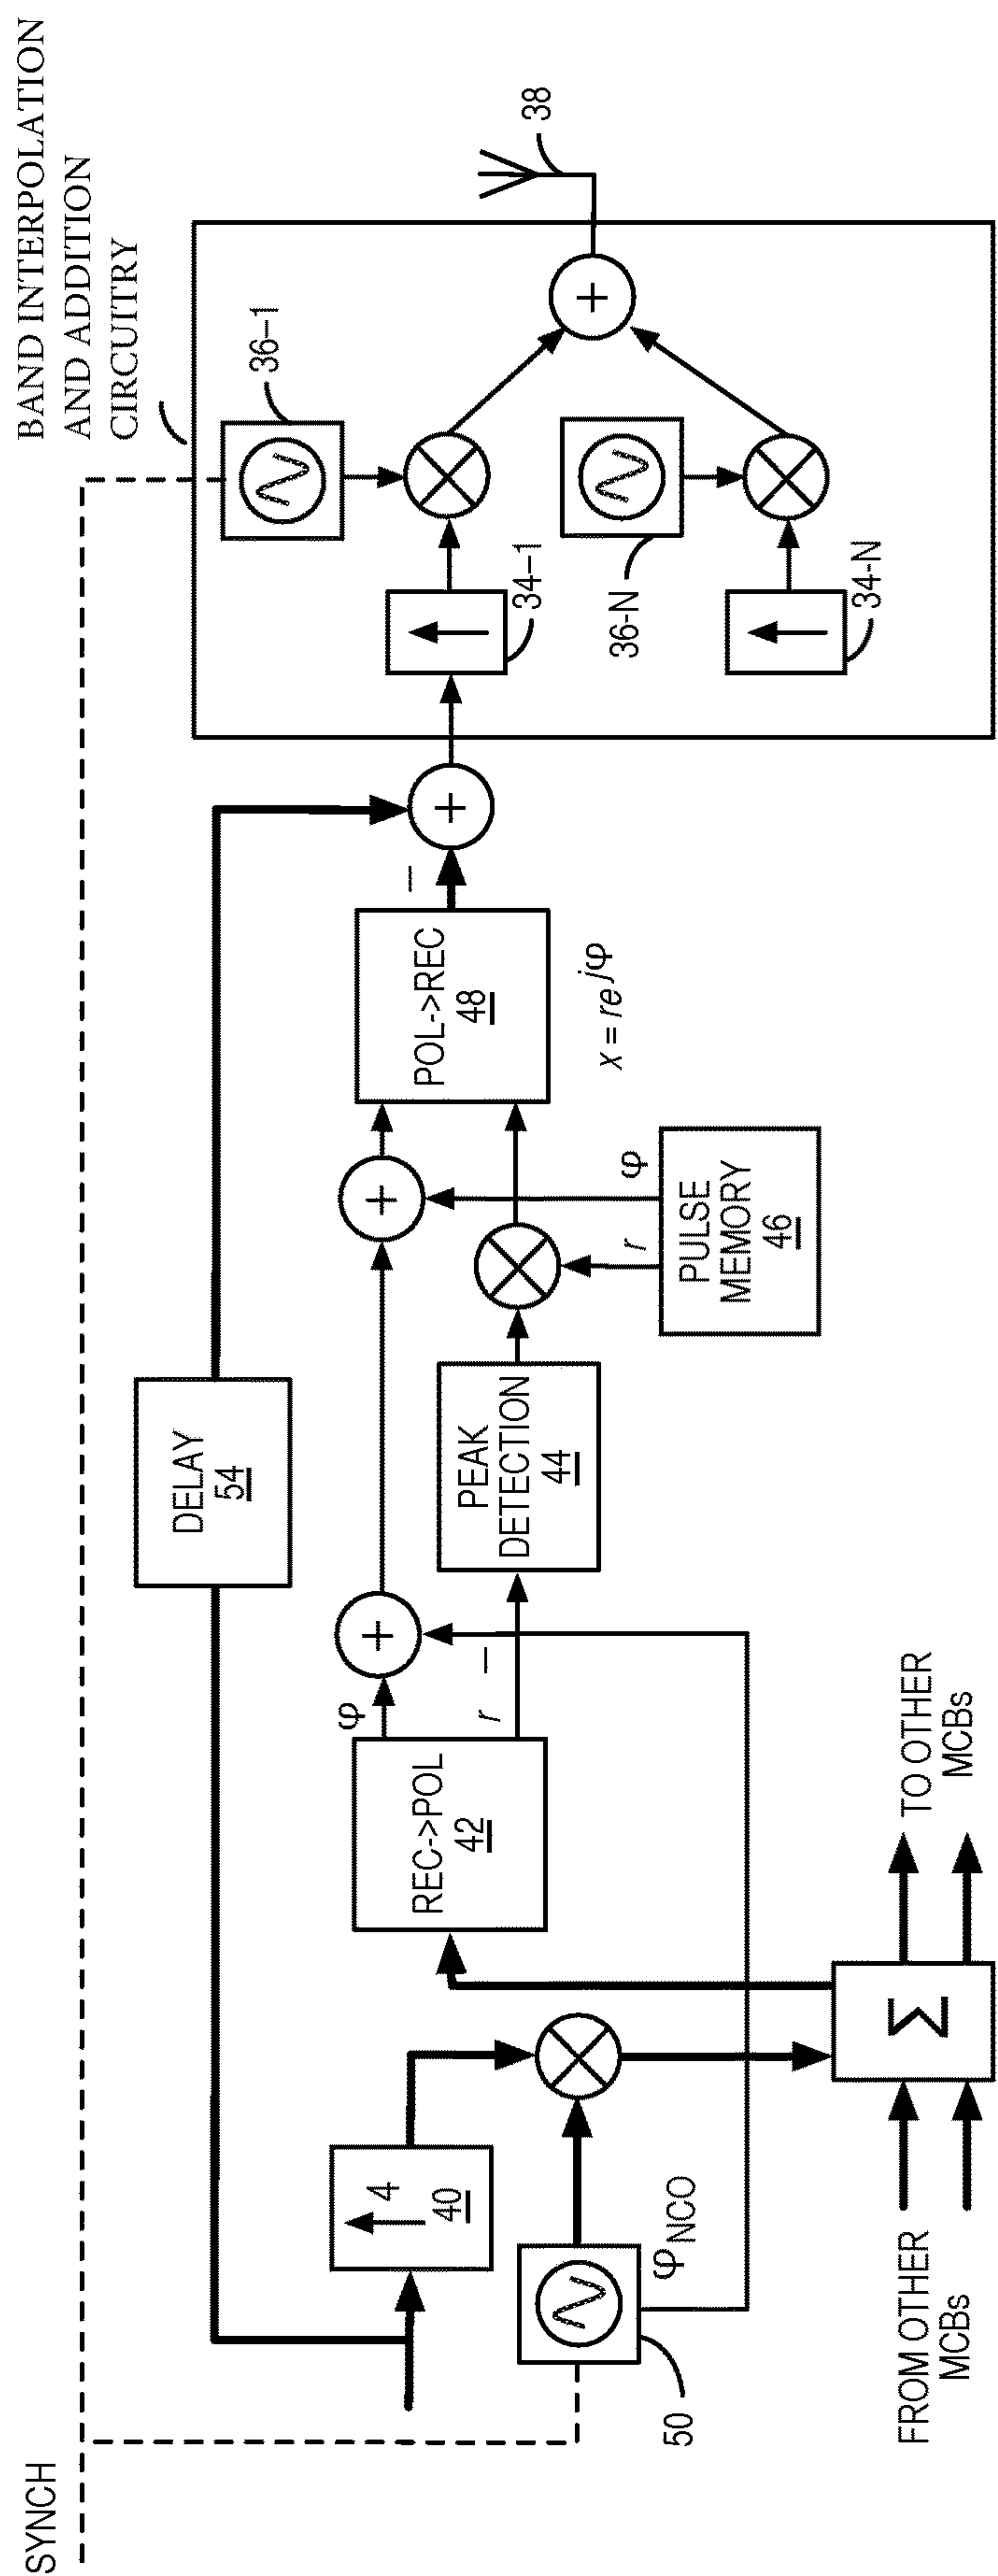 SYNCH
BAND INTERPOLATION
AND ADDITION
CIRCUITRY
DELAY
54
36–1
38
4
40
REC->POL
42
φ
r
–
+
PEAK
DETECTION
44
+
POL->REC
48
–
+
34–1
+
50
φNCO
r
φ
PULSE
MEMORY
46
x = re jφ
36-N
34-N
FROM OTHER
MCBs
Σ
TO OTHER
MCBs